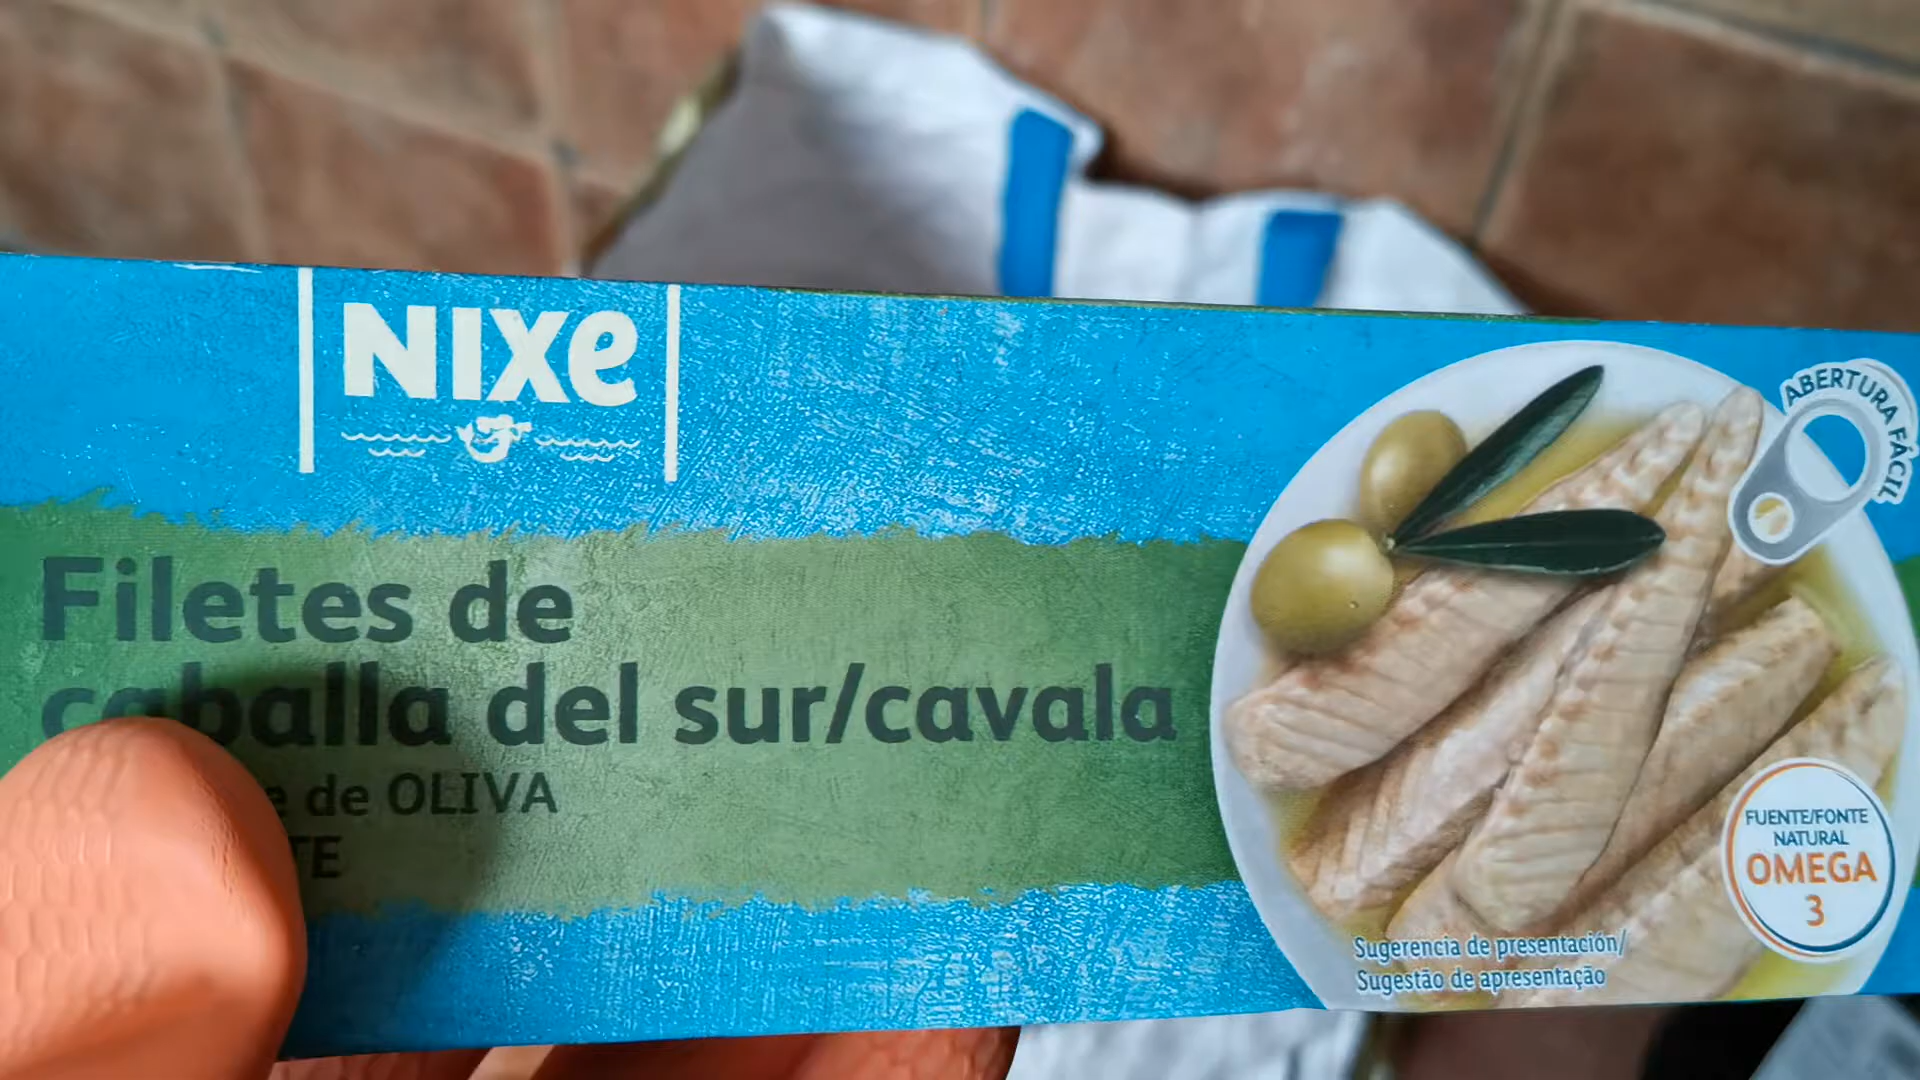 NIXe
Filetes de
caballa del sur/cavala
de OLIVA
ABERTURA FÁCIL
FUENTE/FONTE
NATURAL
OMEGA
3
Sugerencia de presentación/
Sugestão de apresentação